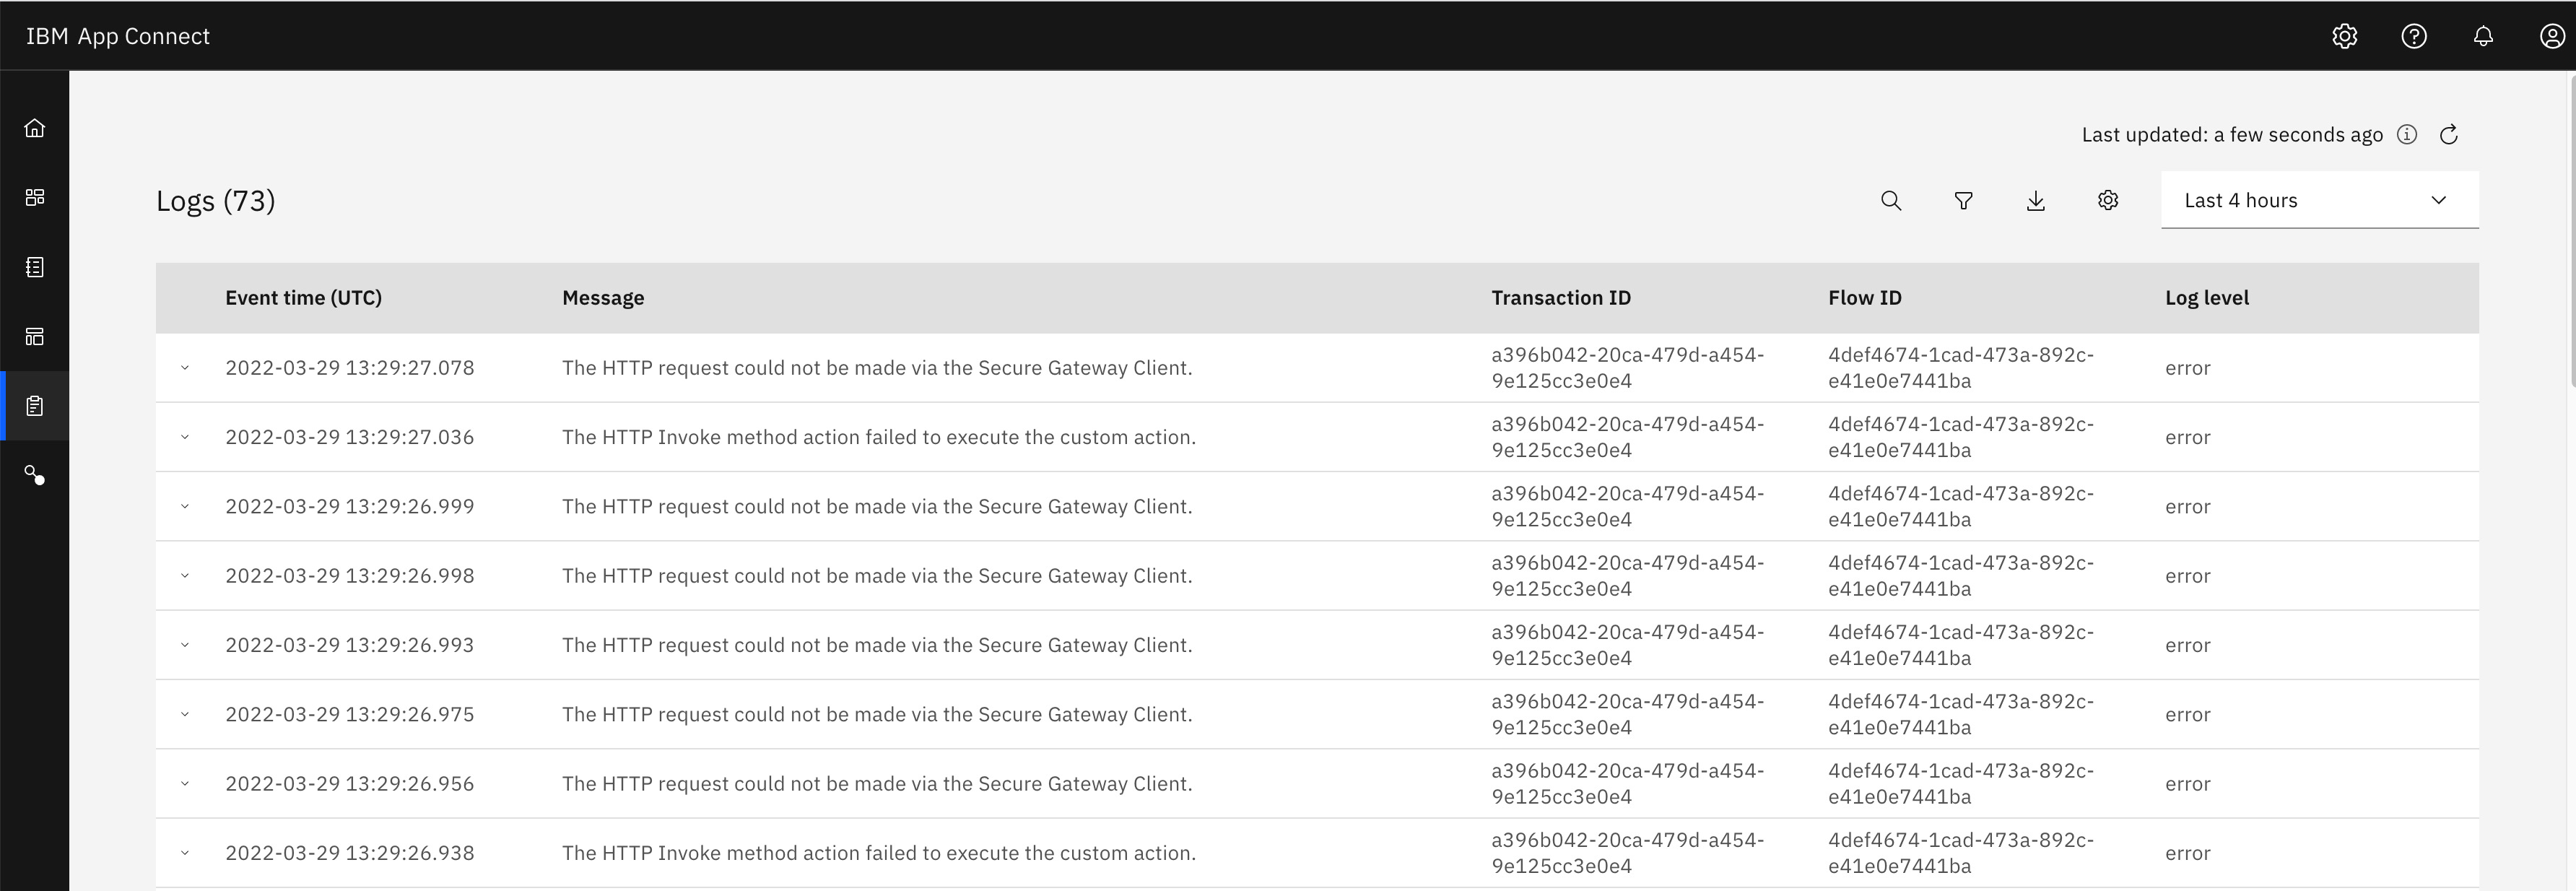 IBM App Connect
Last updated: a few seconds ago
Logs (73)
Last 4 hours
Event time (UTC) Message Transaction ID Flow ID Log level
2022-03-29 13:29:27.078 The HTTP request could not be made via the Secure Gateway Client. a396b042-20ca-479d-a454- 4def4674-1cad-473a-892c- error
9e125cc3e0e4 e41e0e7441ba
2022-03-29 13:29:27.036 The HTTP Invoke method action failed to execute the custom action. a396b042-20ca-479d-a454- 4def4674-1cad-473a-892c- error
9e125cc3e0e4 e41e0e7441ba
2022-03-29 13:29:26.999 The HTTP request could not be made via the Secure Gateway Client. a396b042-20ca-479d-a454- 4def4674-1cad-473a-892c- error
9e125cc3e0e4 e41e0e7441ba
2022-03-29 13:29:26.998 The HTTP request could not be made via the Secure Gateway Client. a396b042-20ca-479d-a454- 4def4674-1cad-473a-892c- error
9e125cc3e0e4 e41e0e7441ba
2022-03-29 13:29:26.993 The HTTP request could not be made via the Secure Gateway Client. a396b042-20ca-479d-a454- 4def4674-1cad-473a-892c- error
9e125cc3e0e4 e41e0e7441ba
2022-03-29 13:29:26.975 The HTTP request could not be made via the Secure Gateway Client. a396b042-20ca-479d-a454- 4def4674-1cad-473a-892c- error
9e125cc3e0e4 e41e0e7441ba
2022-03-29 13:29:26.956 The HTTP request could not be made via the Secure Gateway Client. a396b042-20ca-479d-a454- 4def4674-1cad-473a-892c- error
9e125cc3e0e4 e41e0e7441ba
2022-03-29 13:29:26.938 The HTTP Invoke method action failed to execute the custom action. a396b042-20ca-479d-a454- 4def4674-1cad-473a-892c- error
9e125cc3e0e4 e41e0e7441ba